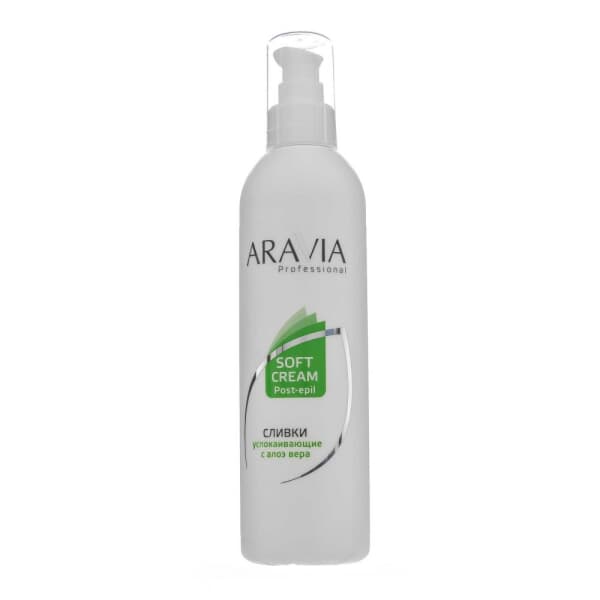 ARAVIA
Professional
SOFT
CREAM
Post-epil
СЛИВКИ
успокаивающие
с алоэ вера